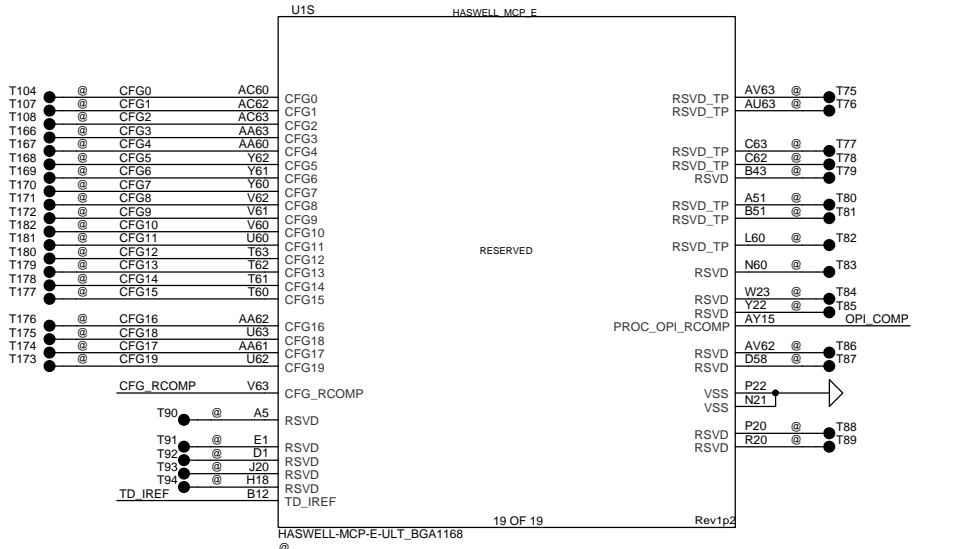 U1S HASWELL_MCP_E
T104 @ CFG0 AC60 CFG0 RSVD_TP AV63 @ T75
T107 @ CFG1 AC62 CFG1 RSVD_TP AU63 @ T76
T108 @ CFG2 AC63 CFG2
T166 @ CFG3 AA63 CFG3
T167 @ CFG4 AA60 CFG4 RSVD_TP C63 @ T77
T168 @ CFG5 Y62 CFG5 RSVD_TP C62 @ T78
T169 @ CFG6 Y61 CFG6 RSVD B43 @ T79
T170 @ CFG7 Y60 CFG7
T171 @ CFG8 V62 CFG8 RSVD_TP A51 @ T80
T172 @ CFG9 V61 CFG9 RSVD_TP B51 @ T81
T182 @ CFG10 V60 CFG10
T181 @ CFG11 U60 CFG11 RSVD_TP L60 @ T82
T180 @ CFG12 T63 CFG12 RESERVED
T179 @ CFG13 T62 CFG13 RSVD N60 @ T83
T178 @ CFG14 T61 CFG14
T177 @ CFG15 T60 CFG15 RSVD W23 @ T84
RSVD Y22 @ T85
T176 @ CFG16 AA62 CFG16 PROC_OPI_RCOMP AY15 OPI_COMP
T175 @ CFG18 U63 CFG18
T174 @ CFG17 AA61 CFG17 RSVD AV62 @ T86
T173 @ CFG19 U62 CFG19 RSVD D58 @ T87
CFG_RCOMP V63 CFG_RCOMP VSS P22
VSS N21
T90 @ A5 RSVD
RSVD P20 @ T88
T91 @ E1 RSVD RSVD R20 @ T89
T92 @ D1 RSVD
T93 @ J20 RSVD
T94 @ H18 RSVD
TD_IREF B12 TD_IREF
19 OF 19 Rev1p2
HASWELL-MCP-E-ULT_BGA1168
@